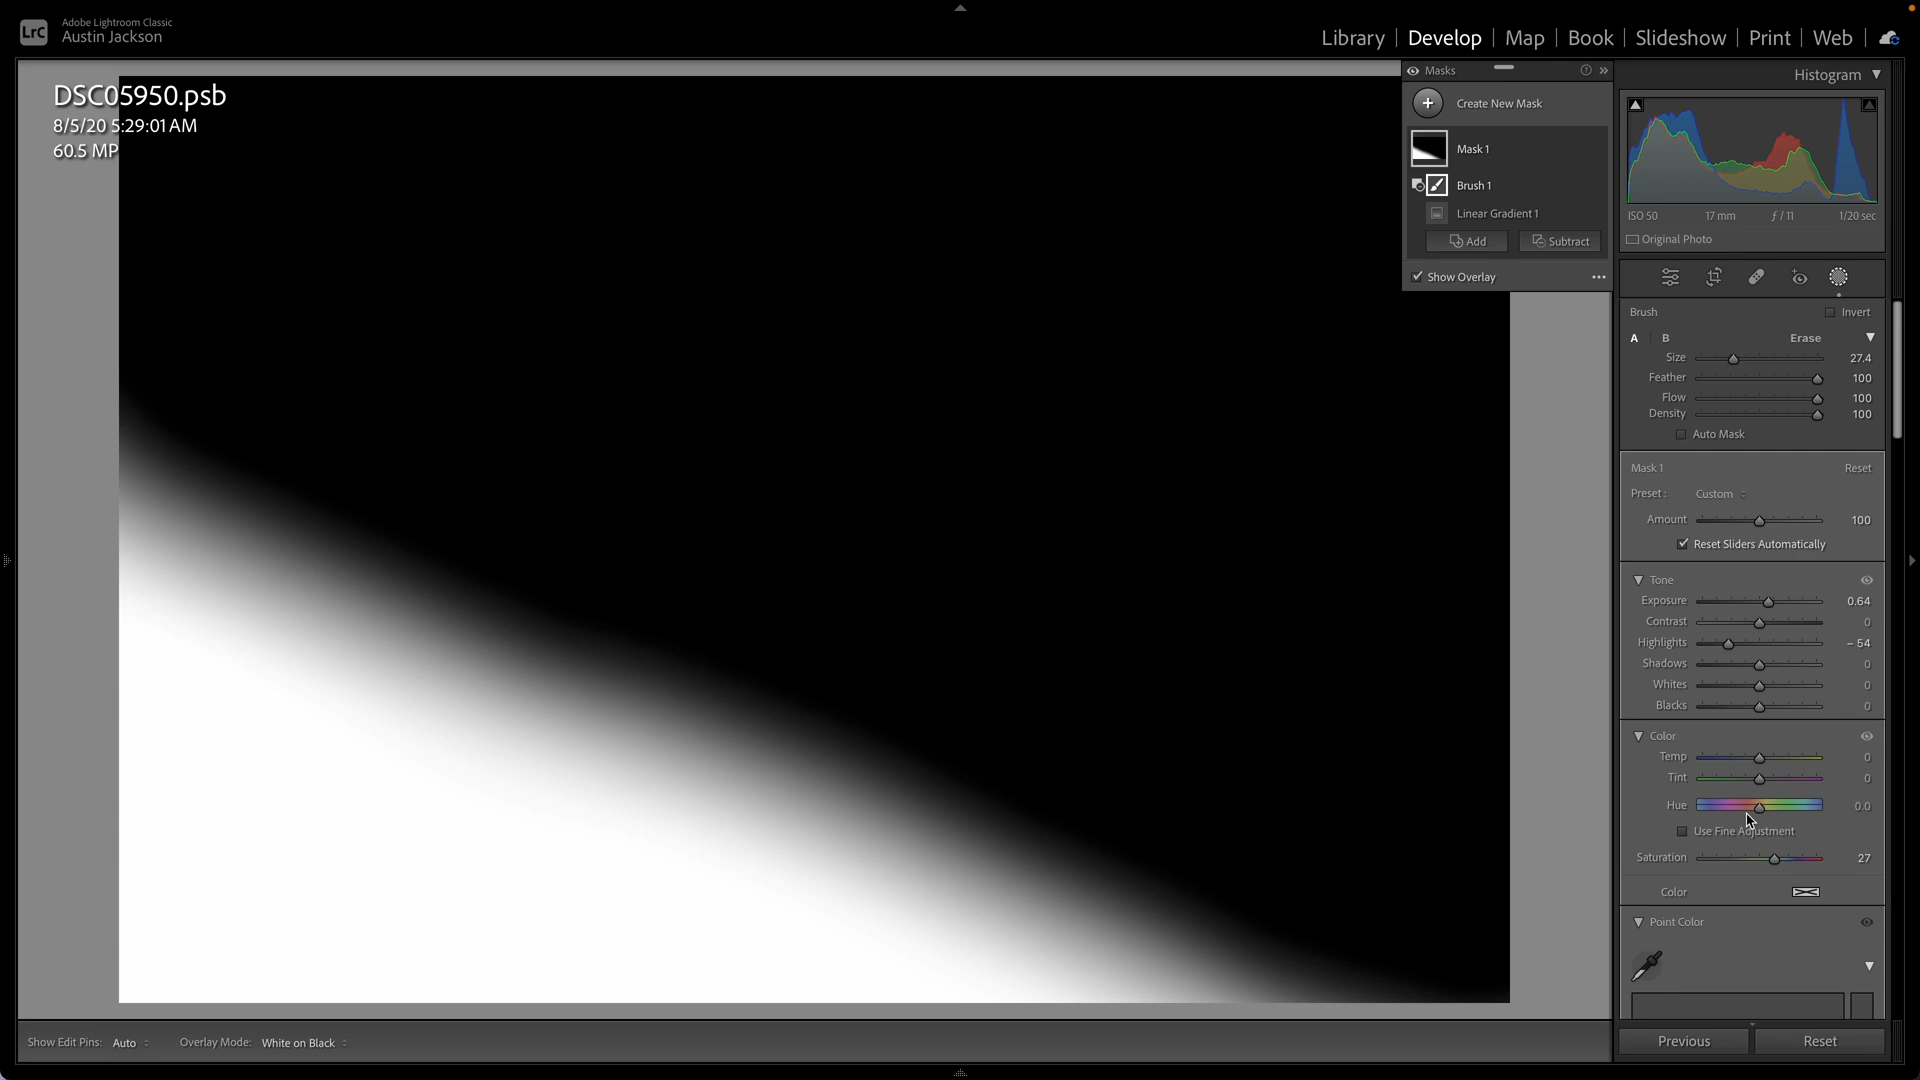 LrC
Adobe Lightroom Classic
Austin Jackson
Library | Develop | Map | Book | Slideshow | Print | Web
DSC05950.psb
8/5/20 5:29:01 AM
60.5 MP
Masks
Create New Mask
Mask 1
Brush 1
Linear Gradient 1
Add Subtract
Show Overlay
Histogram
ISO 50 17 mm ƒ / 11 1/20 sec
Original Photo
Brush Invert
A B Erase
Size 27.4
Feather 100
Flow 100
Density 100
Auto Mask
Mask 1 Reset
Preset : Custom
Amount 100
Reset Sliders Automatically
Tone
Exposure 0.64
Contrast 0
Highlights – 54
Shadows 0
Whites 0
Blacks 0
Color
Temp 0
Tint 0
Hue 0.0
Use Fine Adjustment
Saturation 27
Color
Point Color
Previous Reset
Show Edit Pins: Auto Overlay Mode: White on Black